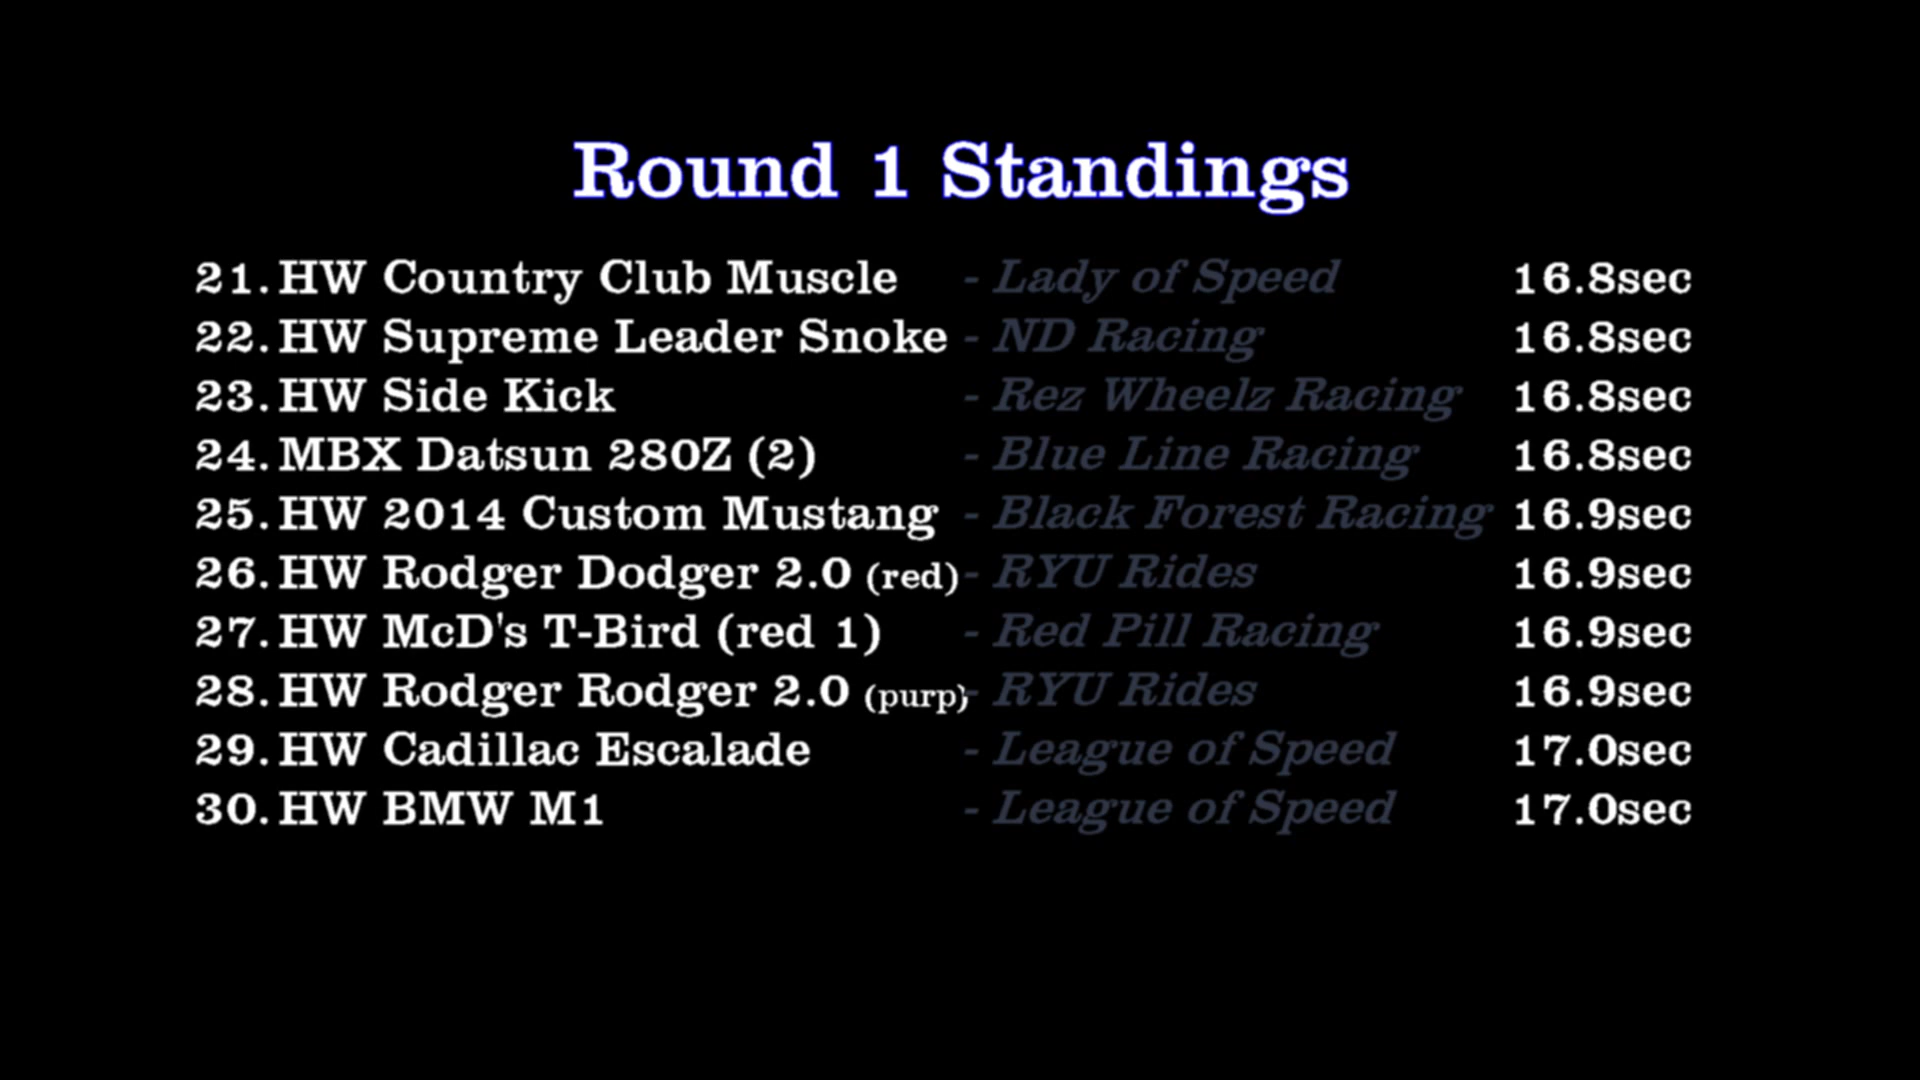 Round 1 Standings
21. HW Country Club Muscle - Lady of Speed 16.8sec
22. HW Supreme Leader Snoke - ND Racing 16.8sec
23. HW Side Kick - Rez Wheelz Racing 16.8sec
24. MBX Datsun 280Z (2) - Blue Line Racing 16.8sec
25. HW 2014 Custom Mustang - Black Forest Racing 16.9sec
26. HW Rodger Dodger 2.0 (red) - RYU Rides 16.9sec
27. HW McD's T-Bird (red 1) - Red Pill Racing 16.9sec
28. HW Rodger Rodger 2.0 (purp) - RYU Rides 16.9sec
29. HW Cadillac Escalade - League of Speed 17.0sec
30. HW BMW M1 - League of Speed 17.0sec